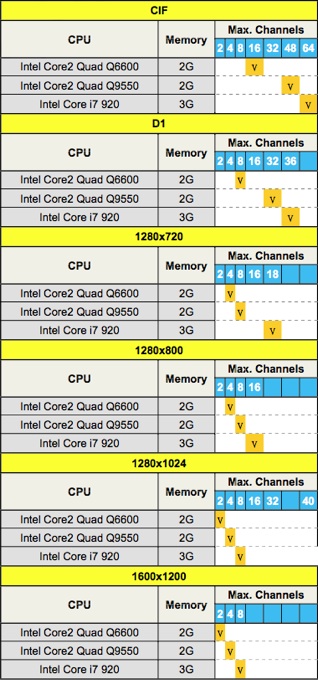 CIF
CPU Memory Max. Channels
2 4 8 16 32 48 64
Intel Core2 Quad Q6600 2G v
Intel Core2 Quad Q9550 2G v
Intel Core i7 920 3G v
D1
CPU Memory Max. Channels
2 4 8 16 32 36
Intel Core2 Quad Q6600 2G v
Intel Core2 Quad Q9550 2G v
Intel Core i7 920 3G v
1280x720
CPU Memory Max. Channels
2 4 8 16 18
Intel Core2 Quad Q6600 2G v
Intel Core2 Quad Q9550 2G v
Intel Core i7 920 3G v
1280x800
CPU Memory Max. Channels
2 4 8 16
Intel Core2 Quad Q6600 2G v
Intel Core2 Quad Q9550 2G v
Intel Core i7 920 3G v
1280x1024
CPU Memory Max. Channels
2 4 8 16 32 40
Intel Core2 Quad Q6600 2G v
Intel Core2 Quad Q9550 2G v
Intel Core i7 920 3G v
1600x1200
CPU Memory Max. Channels
2 4 8
Intel Core2 Quad Q6600 2G v
Intel Core2 Quad Q9550 2G v
Intel Core i7 920 3G v